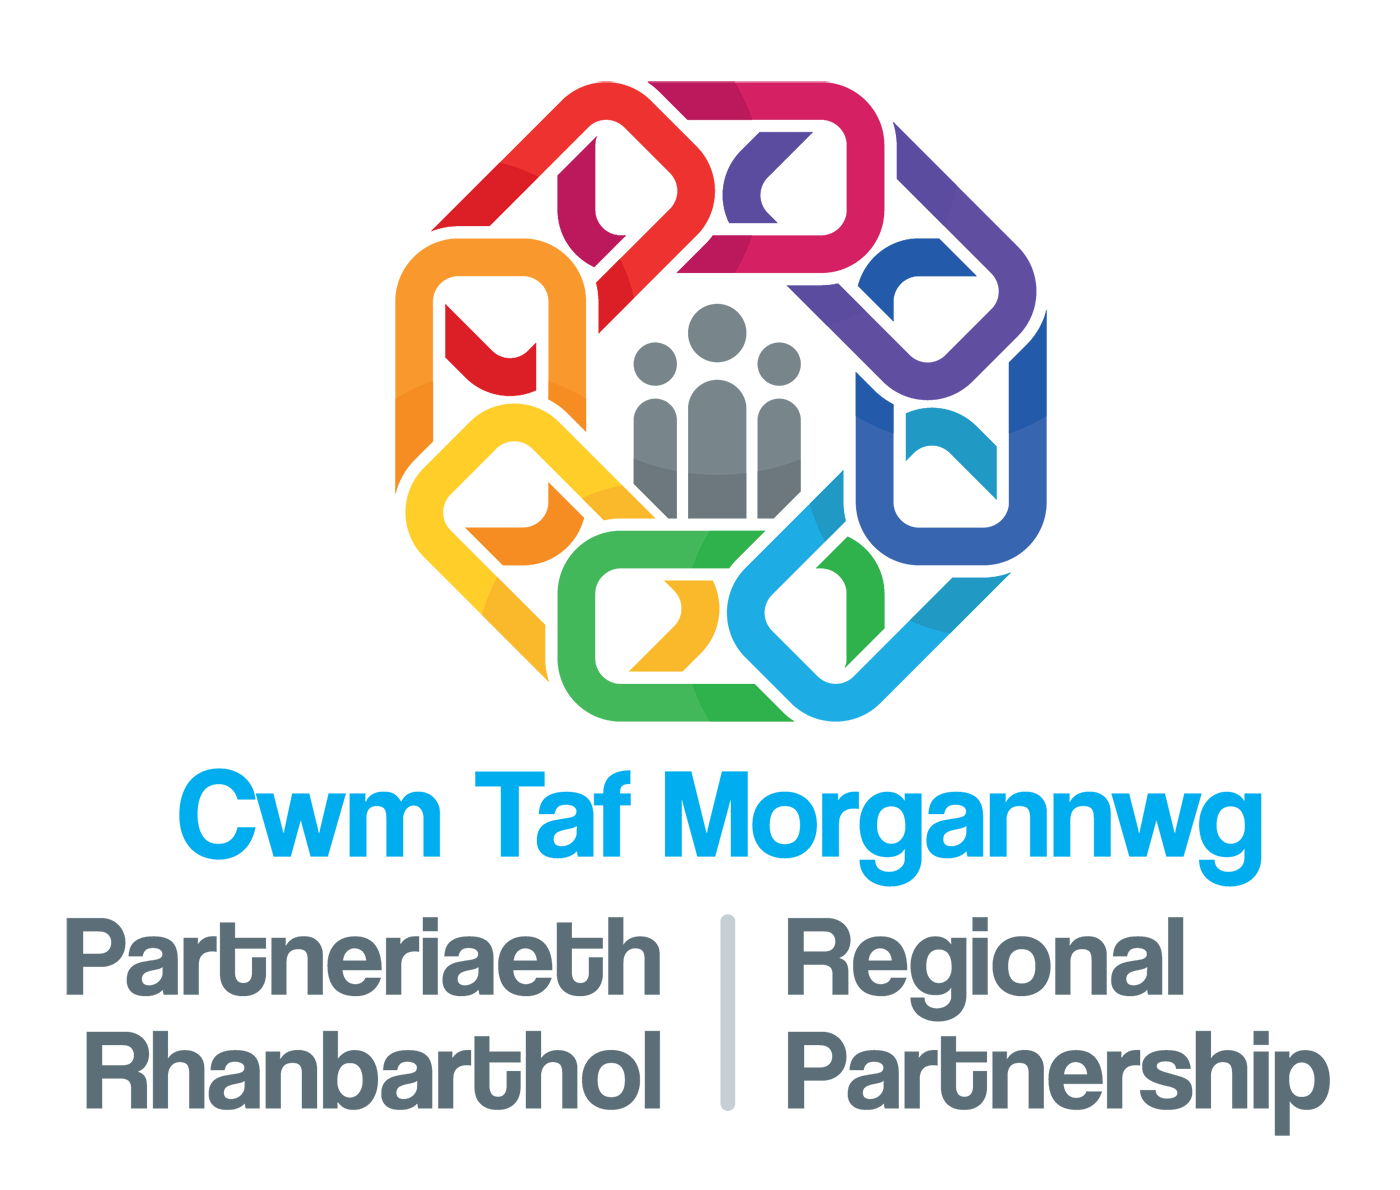 Cwm Taf Morgannwg
Partneriaeth
Rhanbarthol
Regional
Partnership